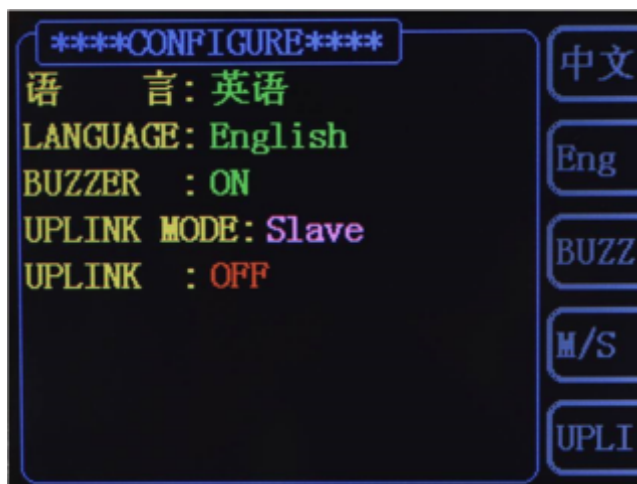 ****CONFIGURE****
语 言: 英语
LANGUAGE: English
BUZZER : ON
UPLINK MODE: Slave
UPLINK : OFF
中文
Eng
BUZZ
M/S
UPLI